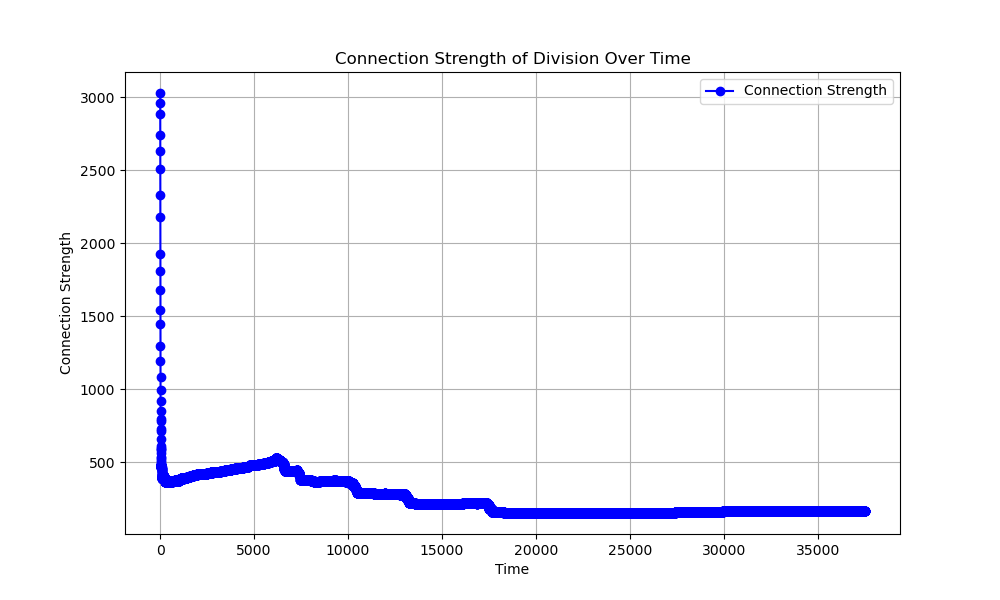 Connection Strength of Division Over Time
Connection Strength
3000
2500
2000
1500
1000
500
Connection Strength
0 5000 10000 15000 20000 25000 30000 35000
Time